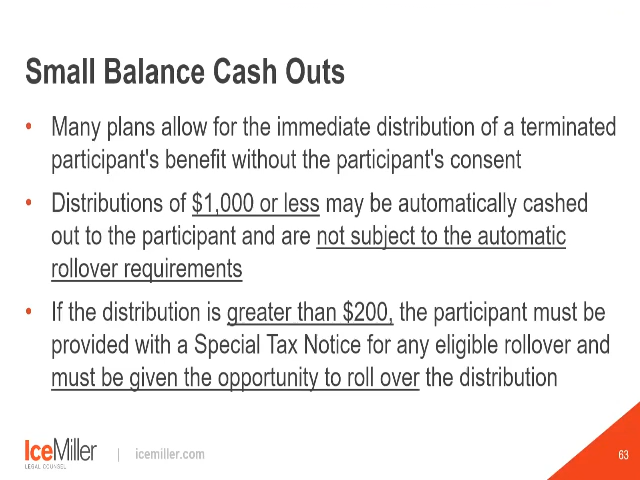 Small Balance Cash Outs
• Many plans allow for the immediate distribution of a terminated
participant's benefit without the participant's consent
• Distributions of $1,000 or less may be automatically cashed
out to the participant and are not subject to the automatic
rollover requirements
• If the distribution is greater than $200, the participant must be
provided with a Special Tax Notice for any eligible rollover and
must be given the opportunity to roll over the distribution
IceMiller
LEGAL COUNSEL
icemiller.com
63